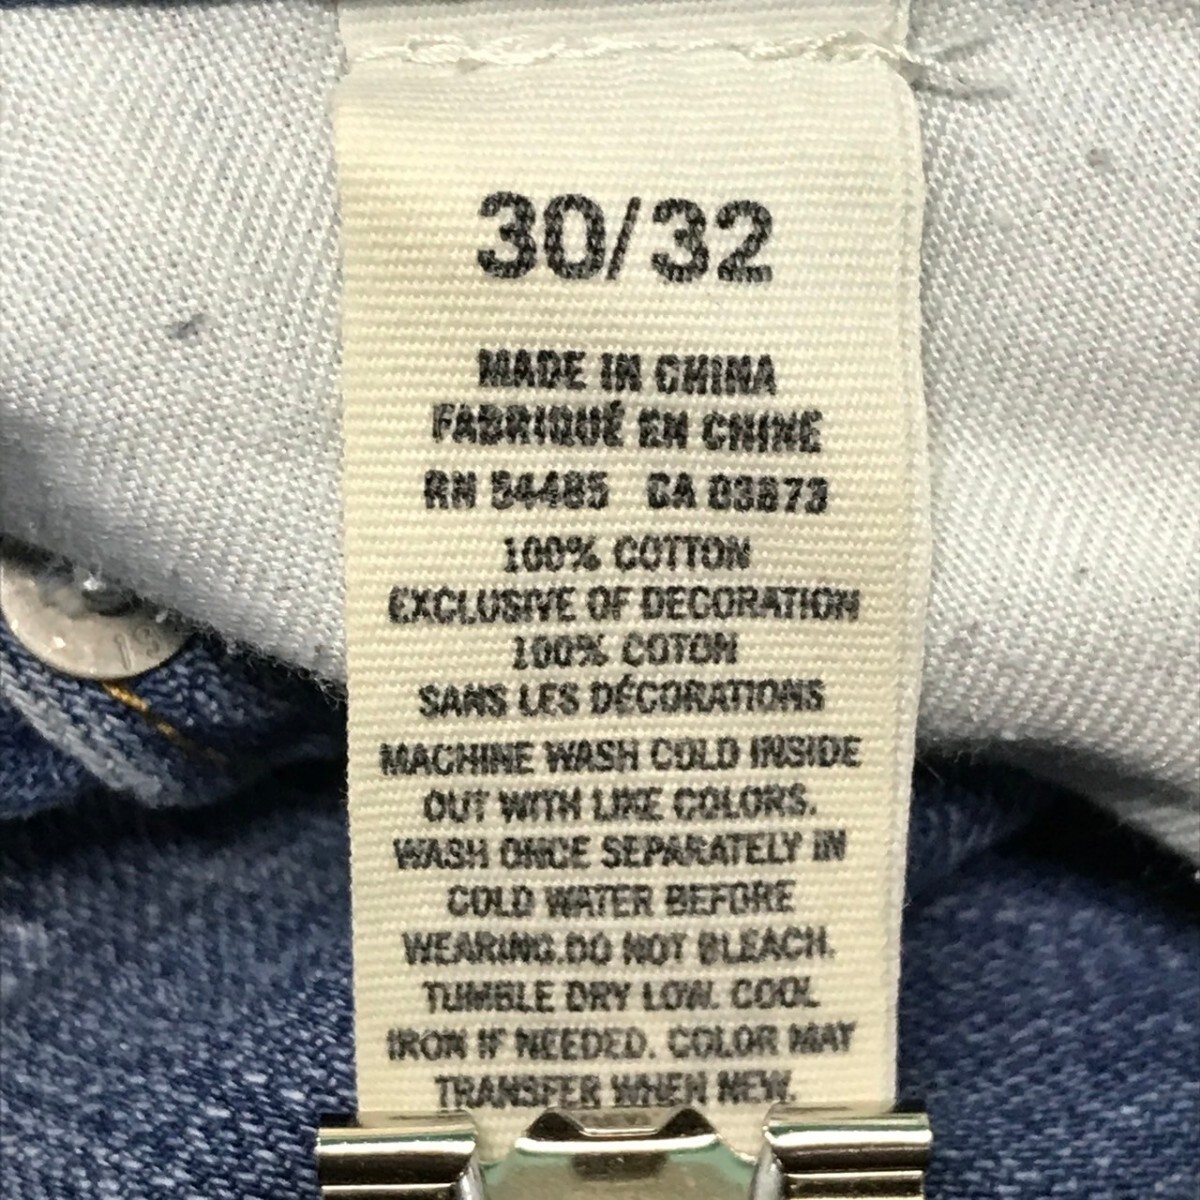 30/32
MADE IN CHINA
FABRIQUÉ EN CHINE
RN 54485 CA 03873
100% COTTON
EXCLUSIVE OF DECORATION
100% COTON
SANS LES DÉCORATIONS
MACHINE WASH COLD INSIDE
OUT WITH LIKE COLORS.
WASH ONCE SEPARATELY IN
COLD WATER BEFORE
WEARING.DO NOT BLEACH.
TUMBLE DRY LOW. COOL
IRON IF NEEDED. COLOR MAY
TRANSFER WHEN NEW.